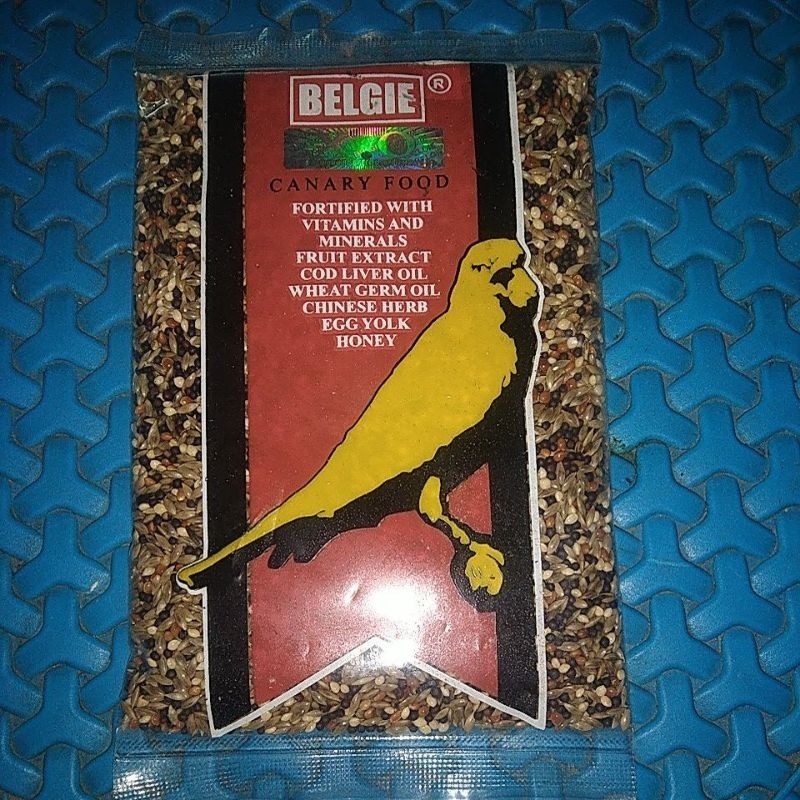 BELGIE ®
CANARY FOOD
FORTIFIED WITH
VITAMINS AND
MINERALS
FRUIT EXTRACT
COD LIVER OIL
WHEAT GERM OIL
CHINESE HERB
EGG YOLK
HONEY